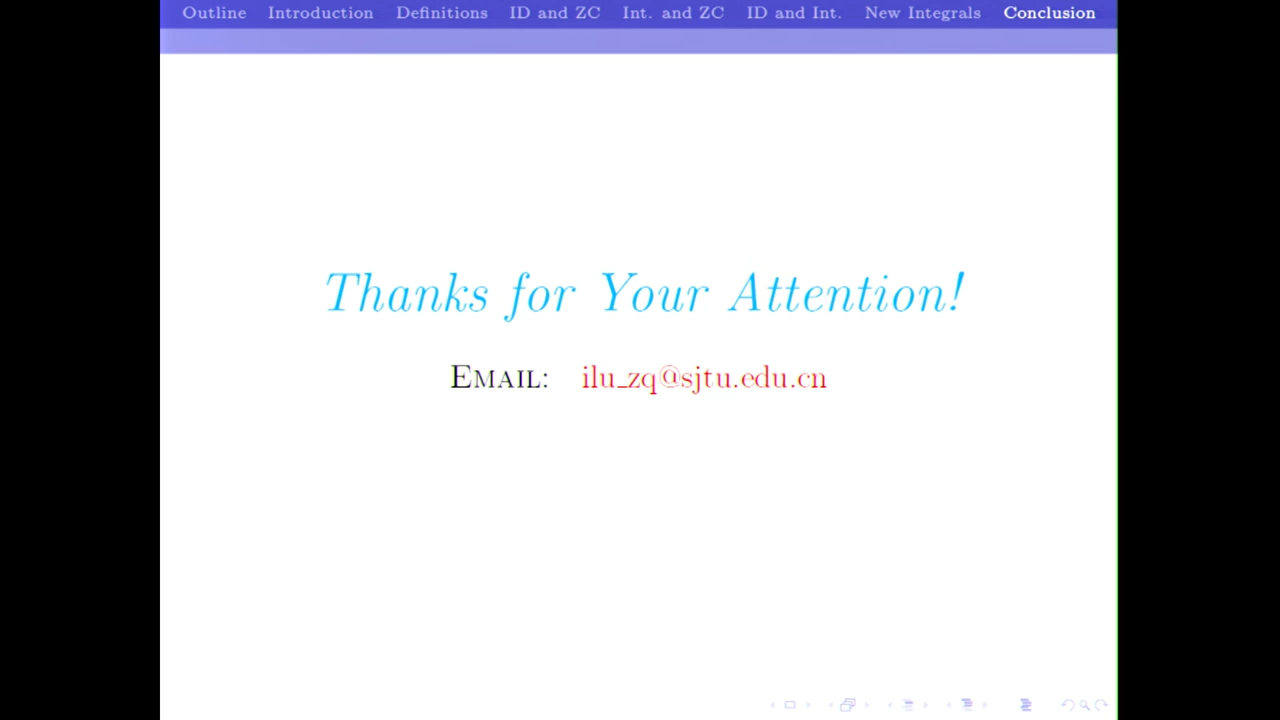 Outline Introduction Definitions ID and ZC Int. and ZC ID and Int. New Integrals Conclusion
Thanks for Your Attention!
EMAIL: ilu_zq@sjtu.edu.cn